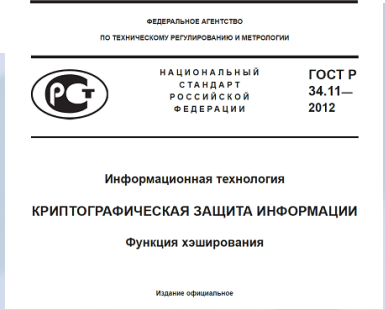 ФЕДЕРАЛЬНОЕ АГЕНТСТВО
ПО ТЕХНИЧЕСКОМУ РЕГУЛИРОВАНИЮ И МЕТРОЛОГИИ
НАЦИОНАЛЬНЫЙ
СТАНДАРТ
РОССИЙСКОЙ
ФЕДЕРАЦИИ
ГОСТ Р
34.11—
2012
Информационная технология
КРИПТОГРАФИЧЕСКАЯ ЗАЩИТА ИНФОРМАЦИИ
Функция хэширования
Издание официальное